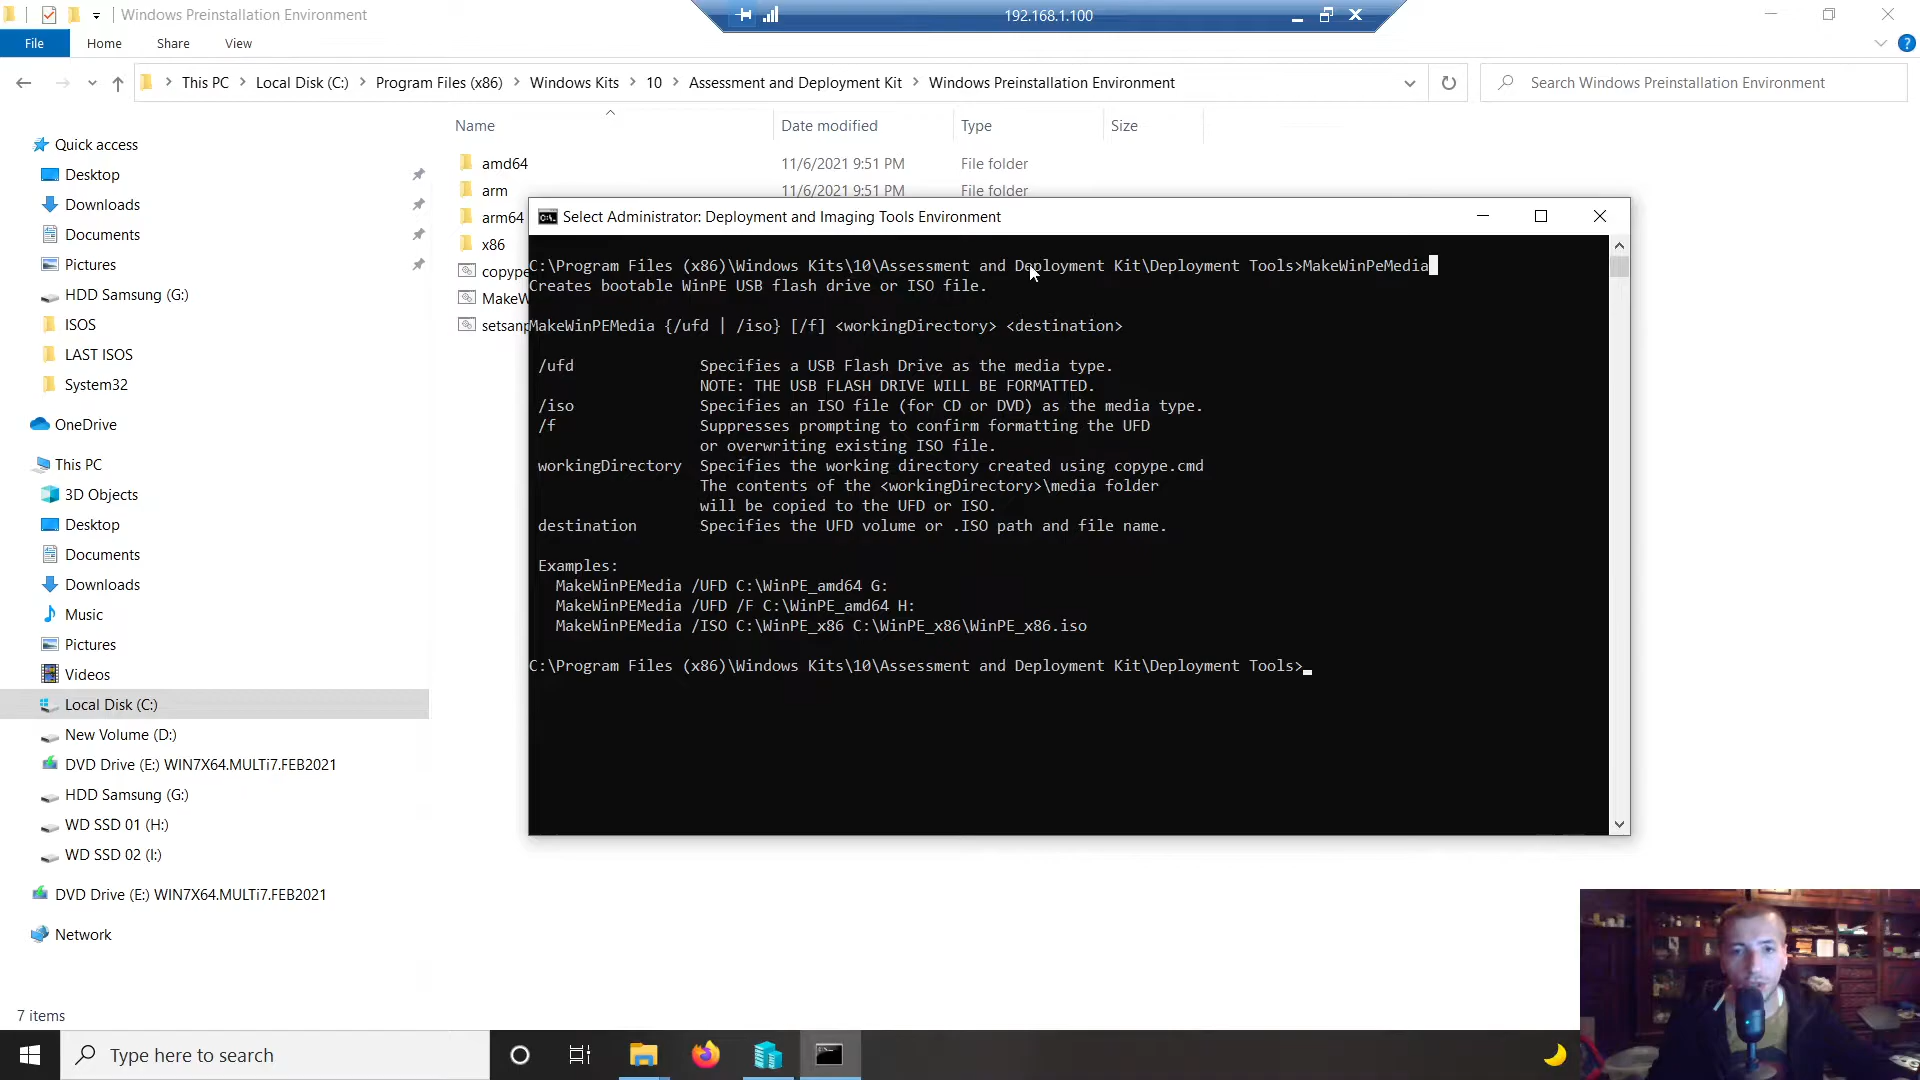 Windows Preinstallation Environment
192.168.1.100
File
Home
Share
View
This PC
Local Disk (C:)
Program Files (x86)
Windows Kits
10
Assessment and Deployment Kit
Windows Preinstallation Environment
Search Windows Preinstallation Environment
Name
Date modified
Type
Size
amd64
11/6/2021 9:51 PM
File folder
arm
11/6/2021 9:51 PM
File folder
arm64
x86
copype
MakeW
setsanp
Quick access
Desktop
Downloads
Documents
Pictures
HDD Samsung (G:)
ISOS
LAST ISOS
System32
OneDrive
This PC
3D Objects
Desktop
Documents
Downloads
Music
Pictures
Videos
Local Disk (C:)
New Volume (D:)
DVD Drive (E:) WIN7X64.MULTi7.FEB2021
HDD Samsung (G:)
WD SSD 01 (H:)
WD SSD 02 (I:)
DVD Drive (E:) WIN7X64.MULTi7.FEB2021
Network
7 items
Select Administrator: Deployment and Imaging Tools Environment
C:\Program Files (x86)\Windows Kits\10\Assessment and Deployment Kit\Deployment Tools>MakeWinPeMedia
Creates bootable WinPE USB flash drive or ISO file.
MakeWinPEMedia {/ufd | /iso} [/f] <workingDirectory> <destination>
/ufd Specifies a USB Flash Drive as the media type.
NOTE: THE USB FLASH DRIVE WILL BE FORMATTED.
/iso Specifies an ISO file (for CD or DVD) as the media type.
/f Suppresses prompting to confirm formatting the UFD
or overwriting existing ISO file.
workingDirectory Specifies the working directory created using copype.cmd
The contents of the <workingDirectory>\media folder
will be copied to the UFD or ISO.
destination Specifies the UFD volume or .ISO path and file name.
Examples:
MakeWinPEMedia /UFD C:\WinPE_amd64 G:
MakeWinPEMedia /UFD /F C:\WinPE_amd64 H:
MakeWinPEMedia /ISO C:\WinPE_x86 C:\WinPE_x86\WinPE_x86.iso
C:\Program Files (x86)\Windows Kits\10\Assessment and Deployment Kit\Deployment Tools>
Type here to search